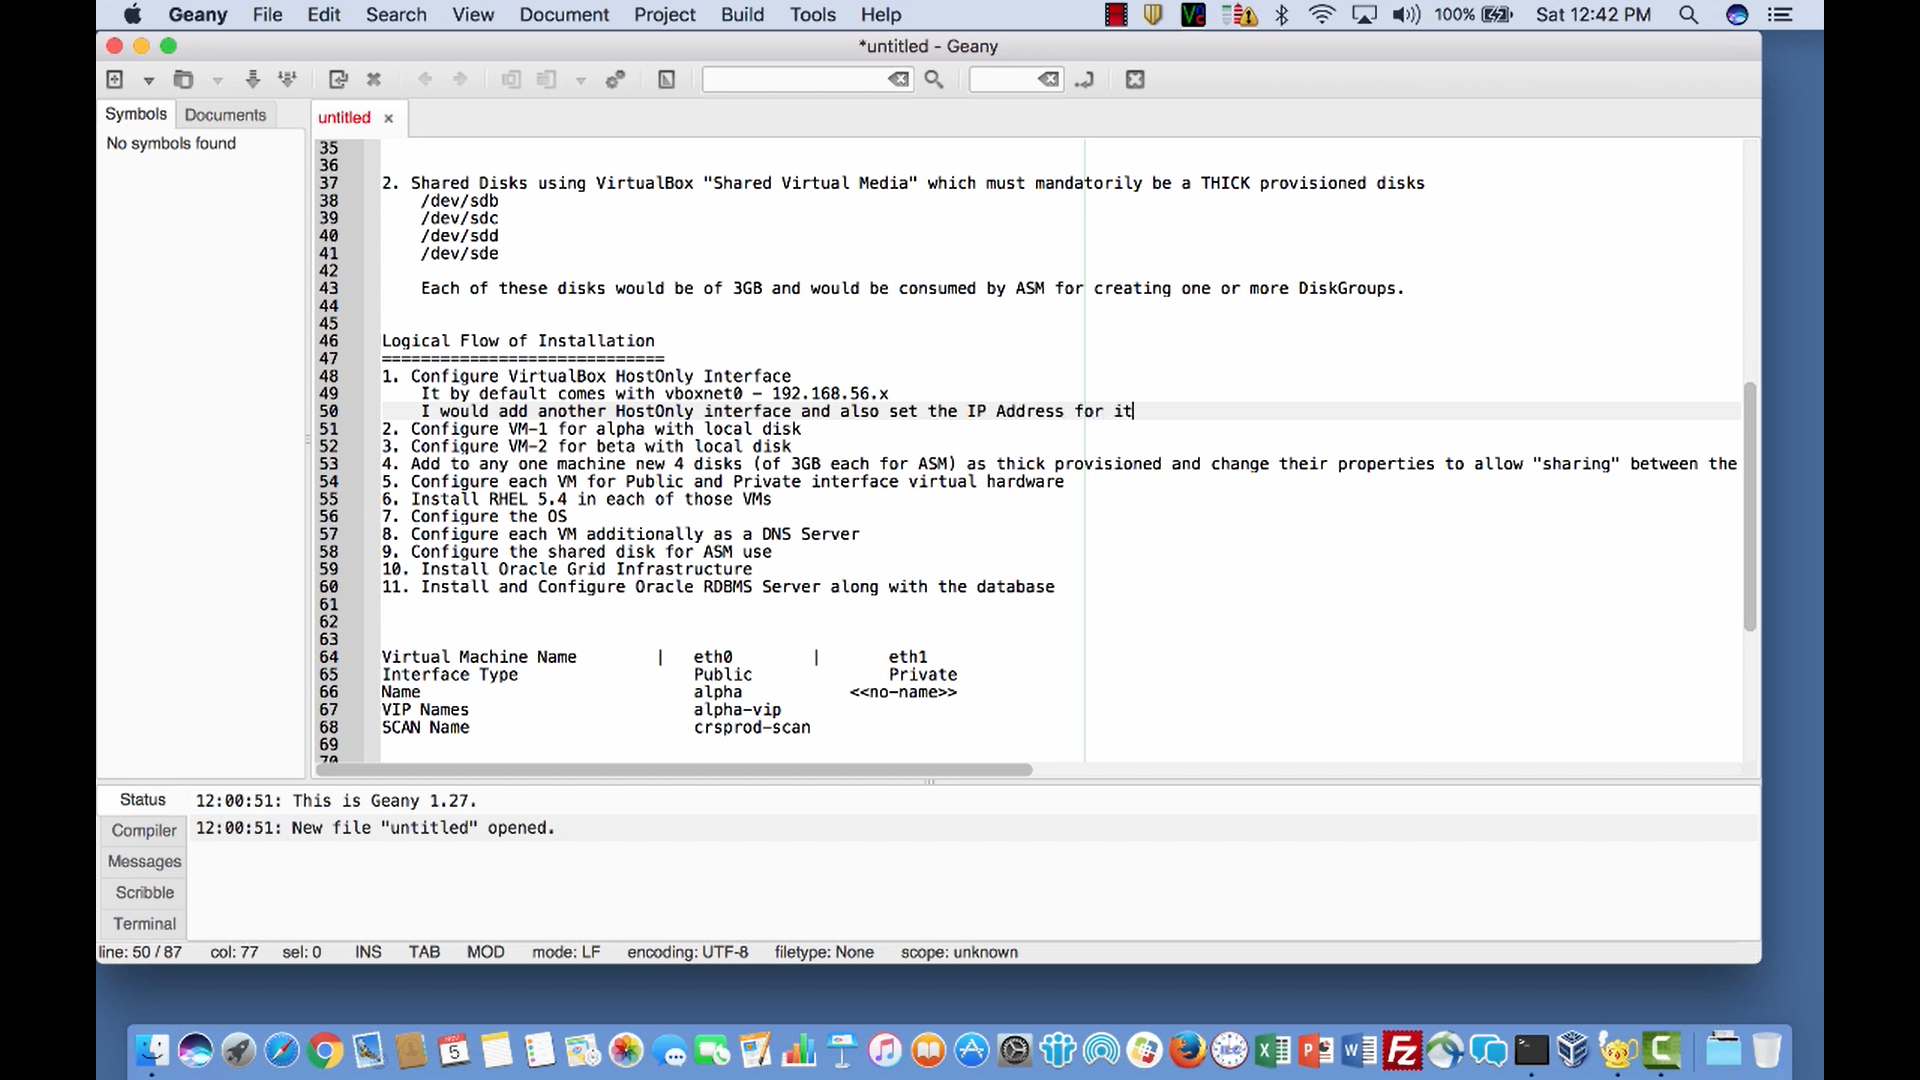 Geany File Edit Search View Document Project Build Tools Help 100% Sat 12:42 PM
*untitled - Geany
Symbols Documents
No symbols found
untitled ×
35
36
37 2. Shared Disks using VirtualBox "Shared Virtual Media" which must mandatorily be a THICK provisioned disks
38 /dev/sdb
39 /dev/sdc
40 /dev/sdd
41 /dev/sde
42
43 Each of these disks would be of 3GB and would be consumed by ASM for creating one or more DiskGroups.
44
45
46 Logical Flow of Installation
47 =============================
48 1. Configure VirtualBox HostOnly Interface
49 It by default comes with vboxnet0 – 192.168.56.x
50 I would add another HostOnly interface and also set the IP Address for it
51 2. Configure VM-1 for alpha with local disk
52 3. Configure VM-2 for beta with local disk
53 4. Add to any one machine new 4 disks (of 3GB each for ASM) as thick provisioned and change their properties to allow "sharing" between the
54 5. Configure each VM for Public and Private interface virtual hardware
55 6. Install RHEL 5.4 in each of those VMs
56 7. Configure the OS
57 8. Configure each VM additionally as a DNS Server
58 9. Configure the shared disk for ASM use
59 10. Install Oracle Grid Infrastructure
60 11. Install and Configure Oracle RDBMS Server along with the database
61
62
63
64 Virtual Machine Name | eth0 | eth1
65 Interface Type Public Private
66 Name alpha <<no-name>>
67 VIP Names alpha-vip
68 SCAN Name crsprod-scan
69
70
Status 12:00:51: This is Geany 1.27.
Compiler 12:00:51: New file "untitled" opened.
Messages
Scribble
Terminal
line: 50 / 87 col: 77 sel: 0 INS TAB MOD mode: LF encoding: UTF-8 filetype: None scope: unknown